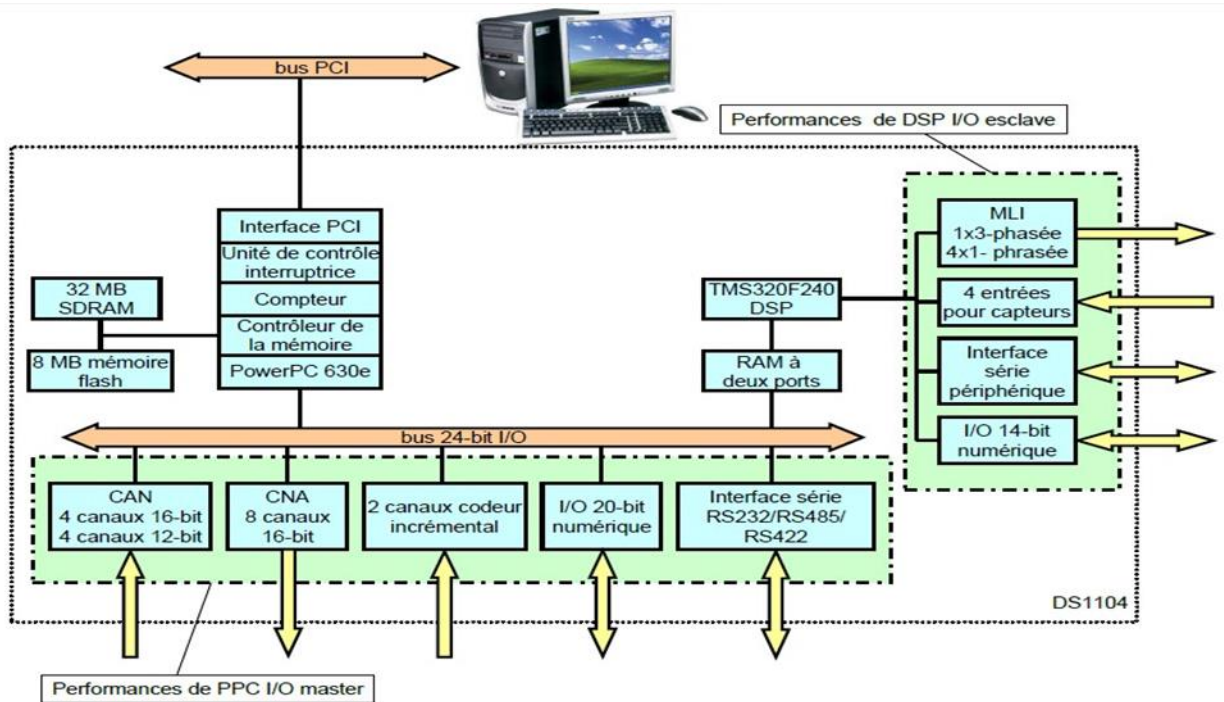 bus PCI
Performances de DSP I/O esclave
Interface PCI
Unité de contrôle
interruptrice
Compteur
Contrôleur de
la mémoire
PowerPC 630e
32 MB
SDRAM
8 MB mémoire
flash
TMS320F240
DSP
RAM à
deux ports
MLI
1x3-phasée
4x1- phrasée
4 entrées
pour capteurs
Interface
série
périphérique
I/O 14-bit
numérique
bus 24-bit I/O
CAN
4 canaux 16-bit
4 canaux 12-bit
CNA
8 canaux
16-bit
2 canaux codeur
incrémental
I/O 20-bit
numérique
Interface série
RS232/RS485/
RS422
DS1104
Performances de PPC I/O master